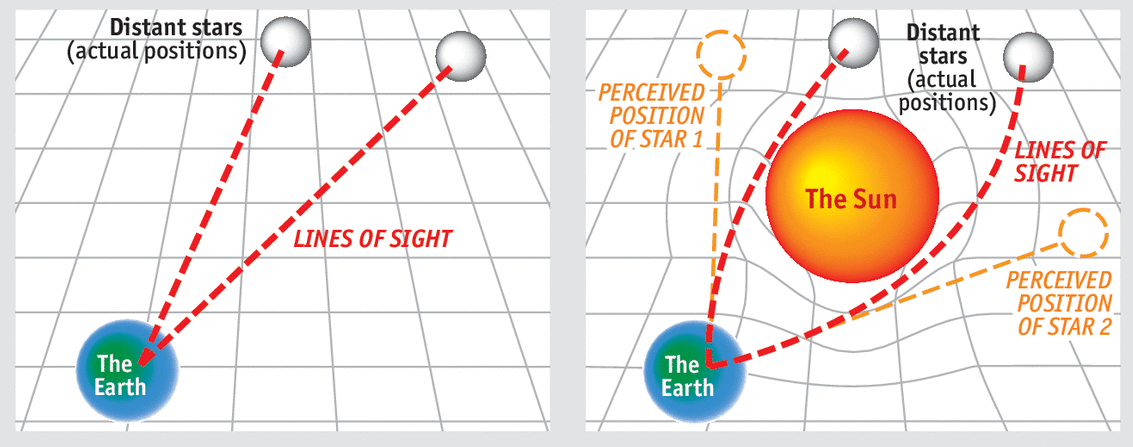 Distant stars
(actual positions)
LINES OF SIGHT
The
Earth
PERCEIVED
POSITION
OF STAR 1
Distant
stars
(actual
positions)
LINES OF
SIGHT
The Sun
PERCEIVED
POSITION
OF STAR 2
The
Earth